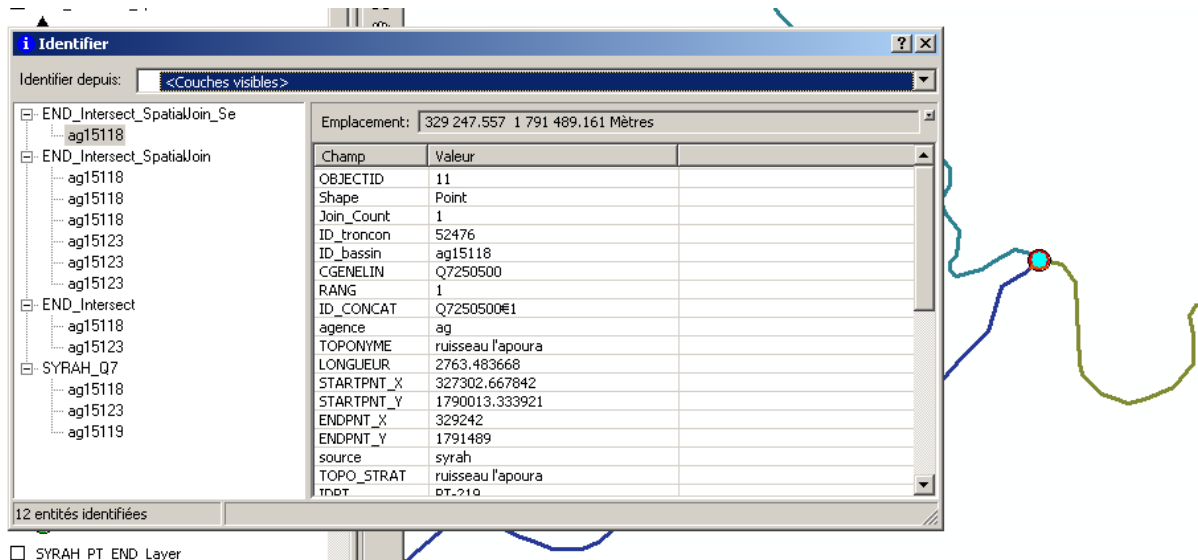 Identifier
Identifier depuis: <Couches visibles>
END_Intersect_SpatialJoin_Se
ag15118
END_Intersect_SpatialJoin
ag15118
ag15118
ag15118
ag15123
ag15123
ag15123
END_Intersect
ag15118
ag15123
SYRAH_Q7
ag15118
ag15123
ag15119
Emplacement: 329 247.557 1 791 489.161 Mètres
Champ Valeur
OBJECTID 11
Shape Point
Join_Count 1
ID_troncon 52476
ID_bassin ag15118
CGENELIN Q7250500
RANG 1
ID_CONCAT Q7250500€1
agence ag
TOPONYME ruisseau l'apoura
LONGUEUR 2763.483668
STARTPNT_X 327302.667842
STARTPNT_Y 1790013.333921
ENDPNT_X 329242
ENDPNT_Y 1791489
source syrah
TOPO_STRAT ruisseau l'apoura
IDPT PT-219
12 entités identifiées
SYRAH_PT_END_Layer